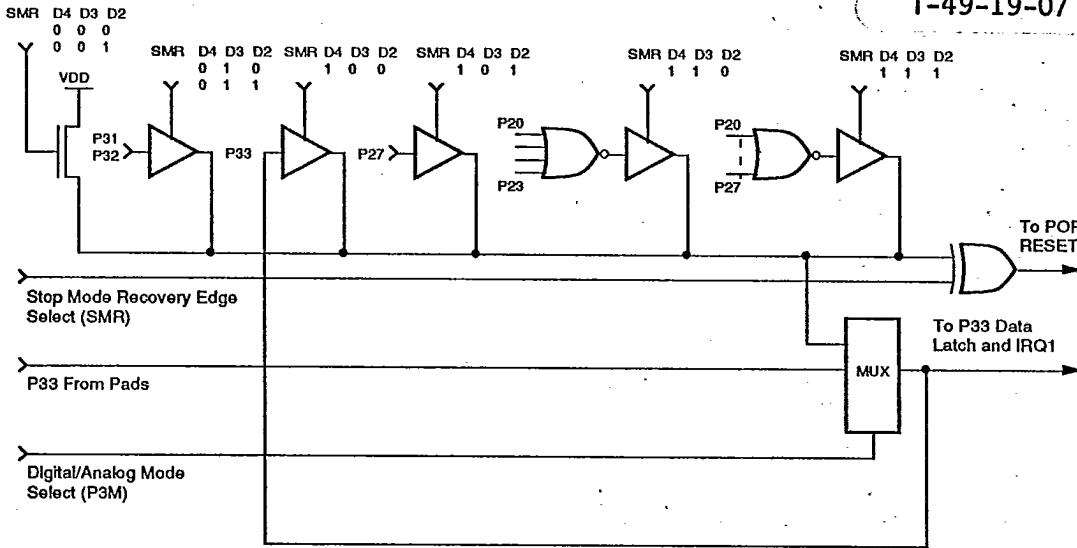 T-49-19-07
SMR D4 D3 D2
0 0 0
0 0 1
VDD
SMR D4 D3 D2
0 1 0
0 1 1
SMR D4 D3 D2
1 0 0
SMR D4 D3 D2
1 0 1
SMR D4 D3 D2
1 1 0
SMR D4 D3 D2
1 1 1
P31
P32
P33
P27
P20
P23
P20
P27
To POR
RESET
Stop Mode Recovery Edge
Select (SMR)
To P33 Data
Latch and IRQ1
MUX
P33 From Pads
Digital/Analog Mode
Select (P3M)